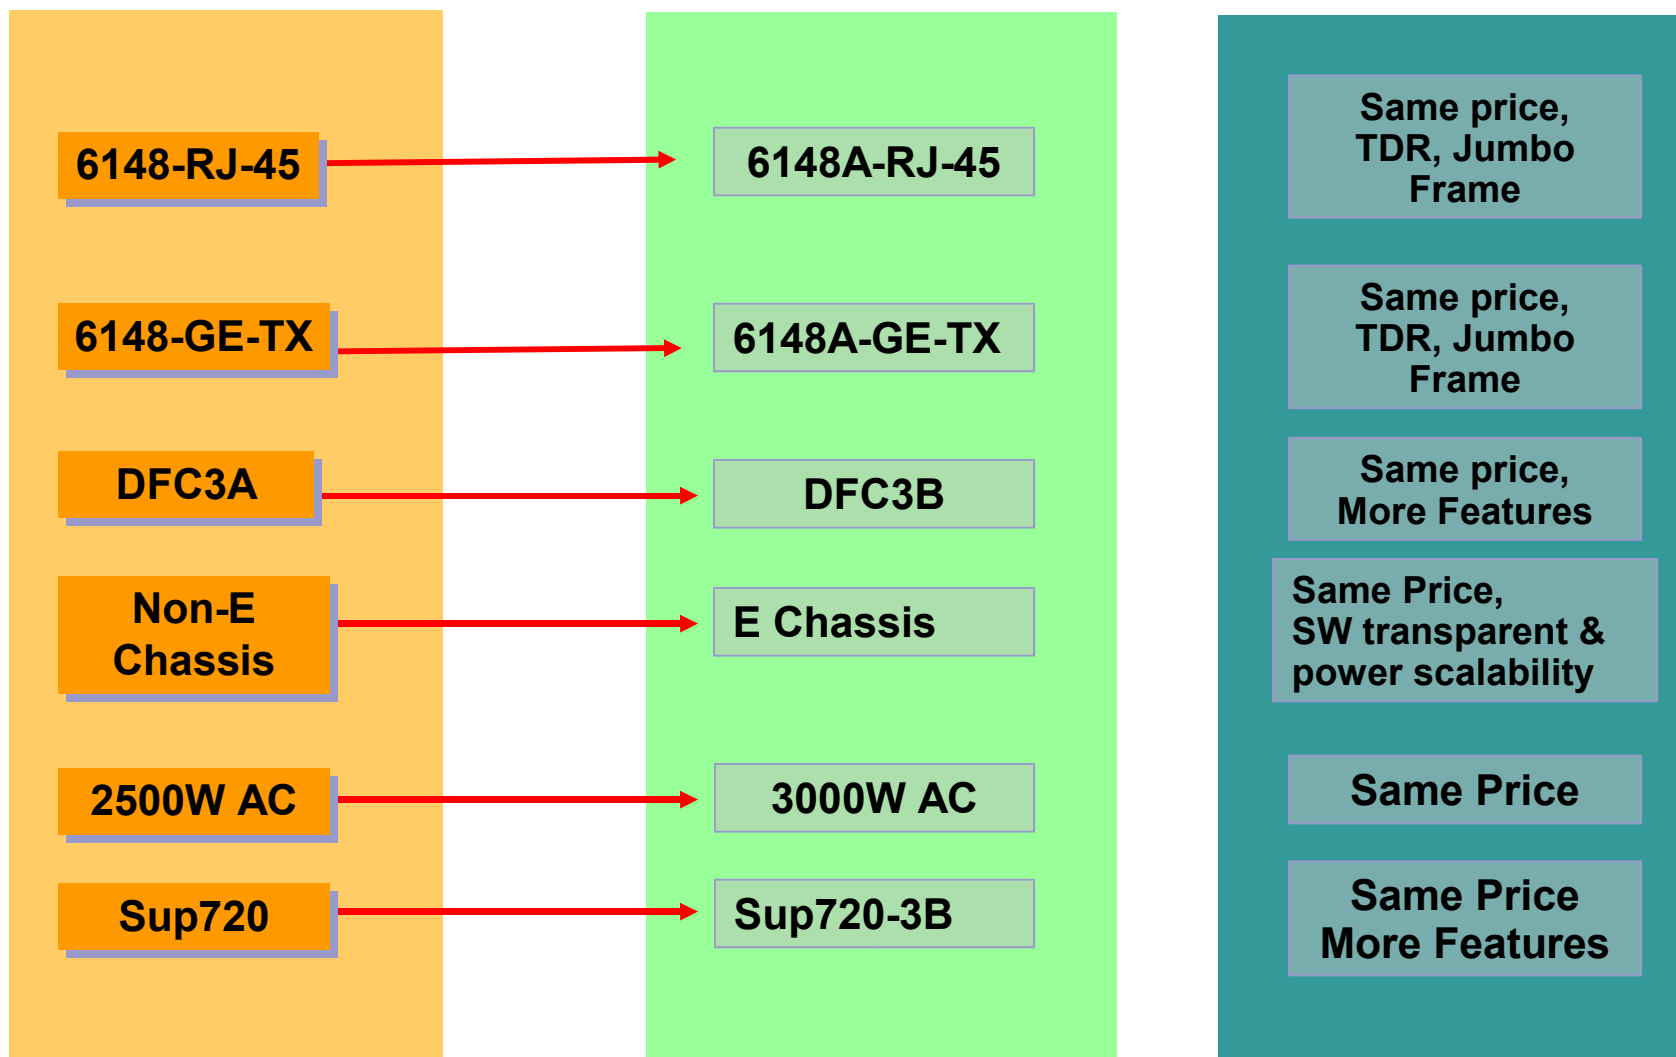 6148-RJ-45
6148A-RJ-45
Same price,
TDR, Jumbo
Frame
6148-GE-TX
6148A-GE-TX
Same price,
TDR, Jumbo
Frame
DFC3A
DFC3B
Same price,
More Features
Non-E
Chassis
E Chassis
Same Price,
SW transparent &
power scalability
2500W AC
3000W AC
Same Price
Sup720
Sup720-3B
Same Price
More Features